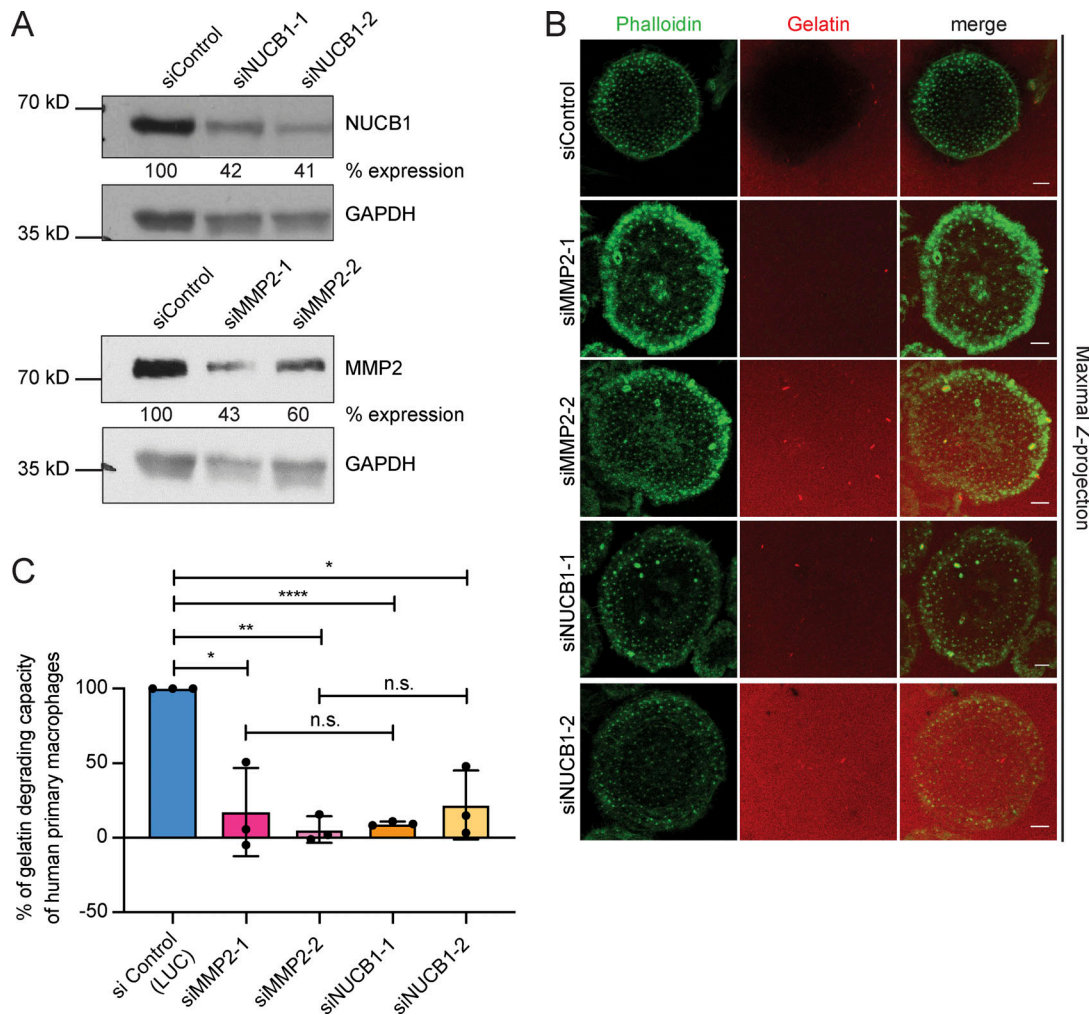 A
siControl
siNUCB1-1
siNUCB1-2
70 kD
NUCB1
100 42 41 % expression
GAPDH
35 kD
siControl
siMMP2-1
siMMP2-2
70 kD
MMP2
100 43 60 % expression
GAPDH
35 kD
B
Phalloidin Gelatin merge
siControl
siMMP2-1
siMMP2-2
siNUCB1-1
siNUCB1-2
Maximal Z-projection
C
*
****
**
*
n.s.
n.s.
% of gelatin degrading capacity
of human primary macrophages
100
50
0
-50
si Control
(LUC)
siMMP2-1
siMMP2-2
siNUCB1-1
siNUCB1-2